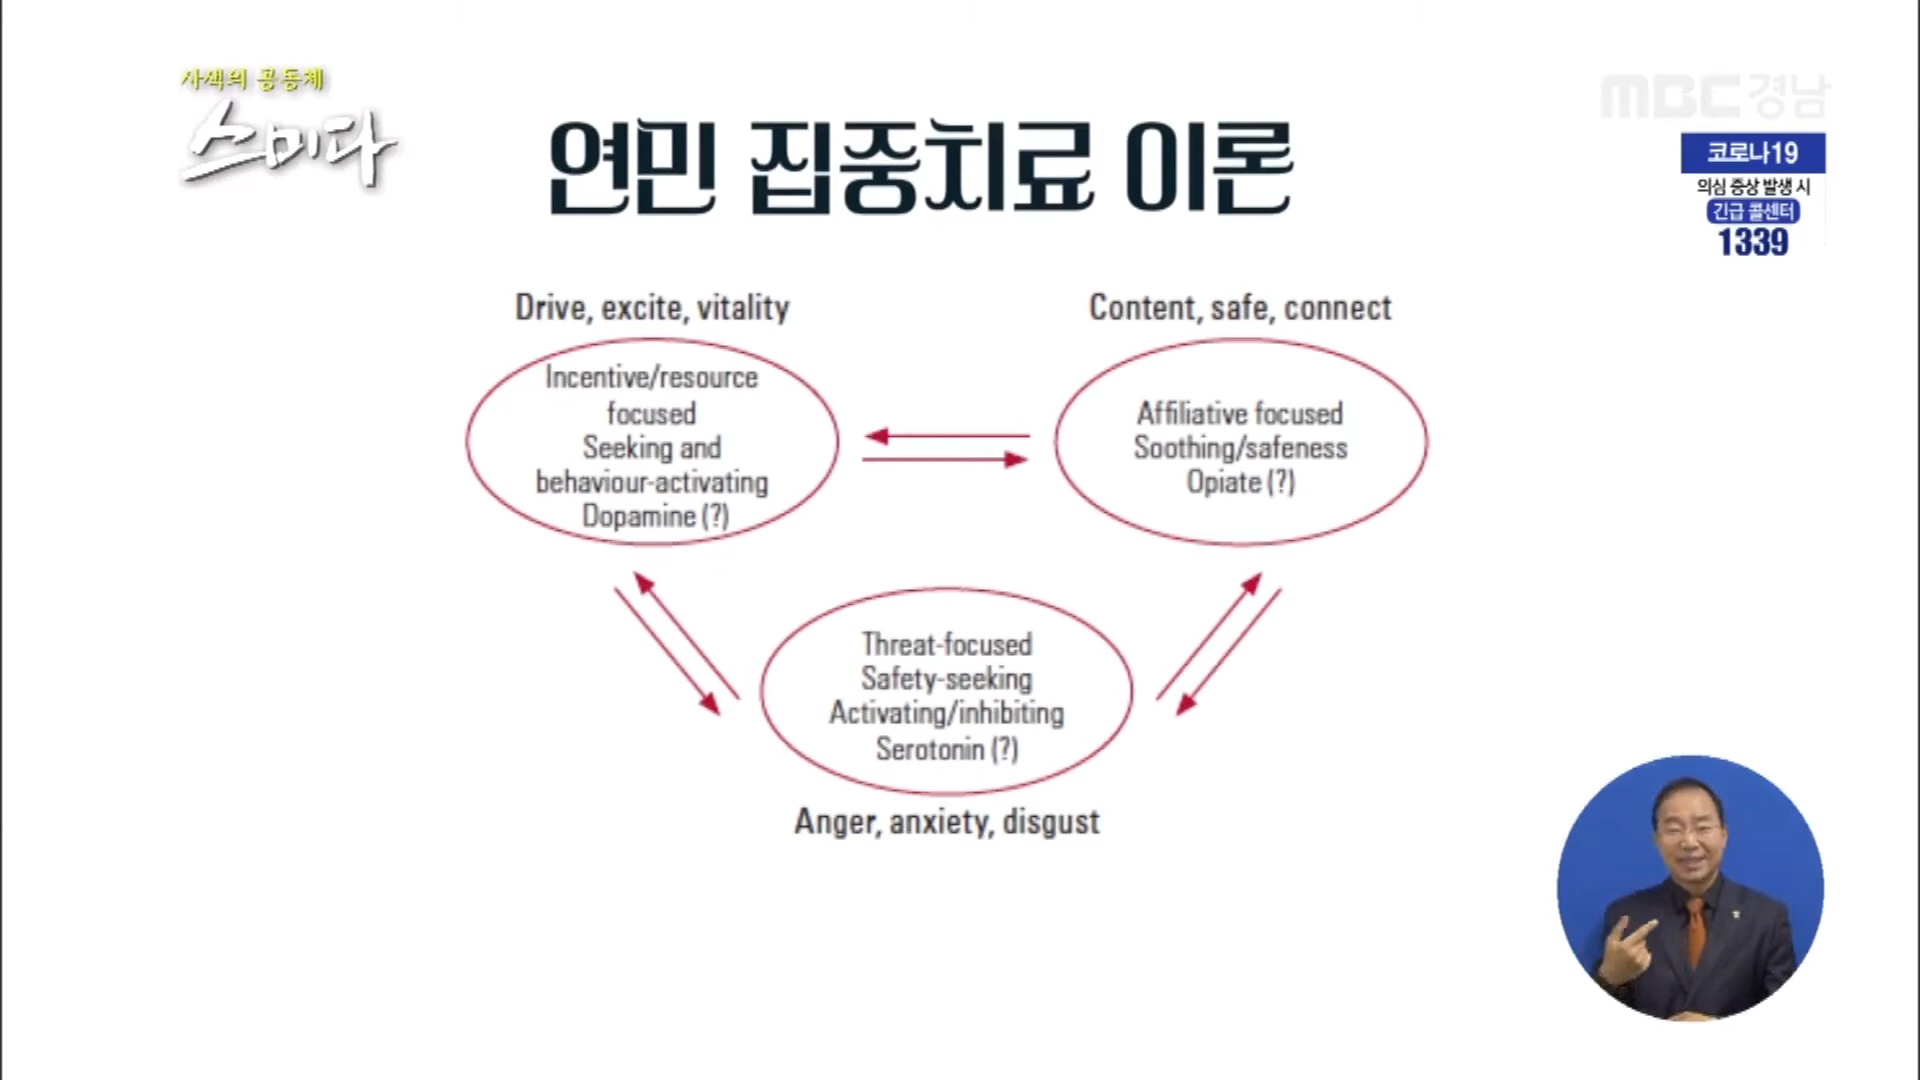 사색의 공동체
스미다
MBC경남
코로나19
의심 증상 발생 시
긴급 콜센터
1339
연민 집중치료 이론
Drive, excite, vitality
Incentive/resource
focused
Seeking and
behaviour-activating
Dopamine (?)
Content, safe, connect
Affiliative focused
Soothing/safeness
Opiate (?)
Threat-focused
Safety-seeking
Activating/inhibiting
Serotonin (?)
Anger, anxiety, disgust